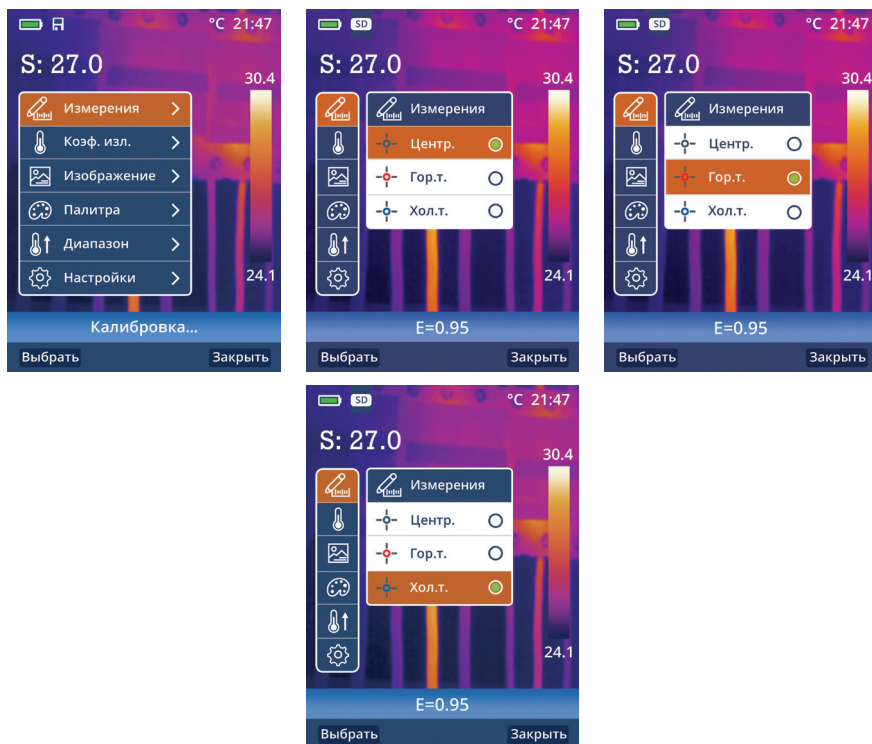 °C 21:47
S: 27.0
30.4
Измерения
Коэф. изл.
Изображение
Палитра
Диапазон
Настройки
24.1
Калибровка...
Выбрать Закрыть
SD °C 21:47
S: 27.0
30.4
Измерения
Центр.
Гор.т.
Хол.т.
24.1
E=0.95
Выбрать Закрыть
SD °C 21:47
S: 27.0
30.4
Измерения
Центр.
Гор.т.
Хол.т.
24.1
E=0.95
Выбрать Закрыть
SD °C 21:47
S: 27.0
30.4
Измерения
Центр.
Гор.т.
Хол.т.
24.1
E=0.95
Выбрать Закрыть